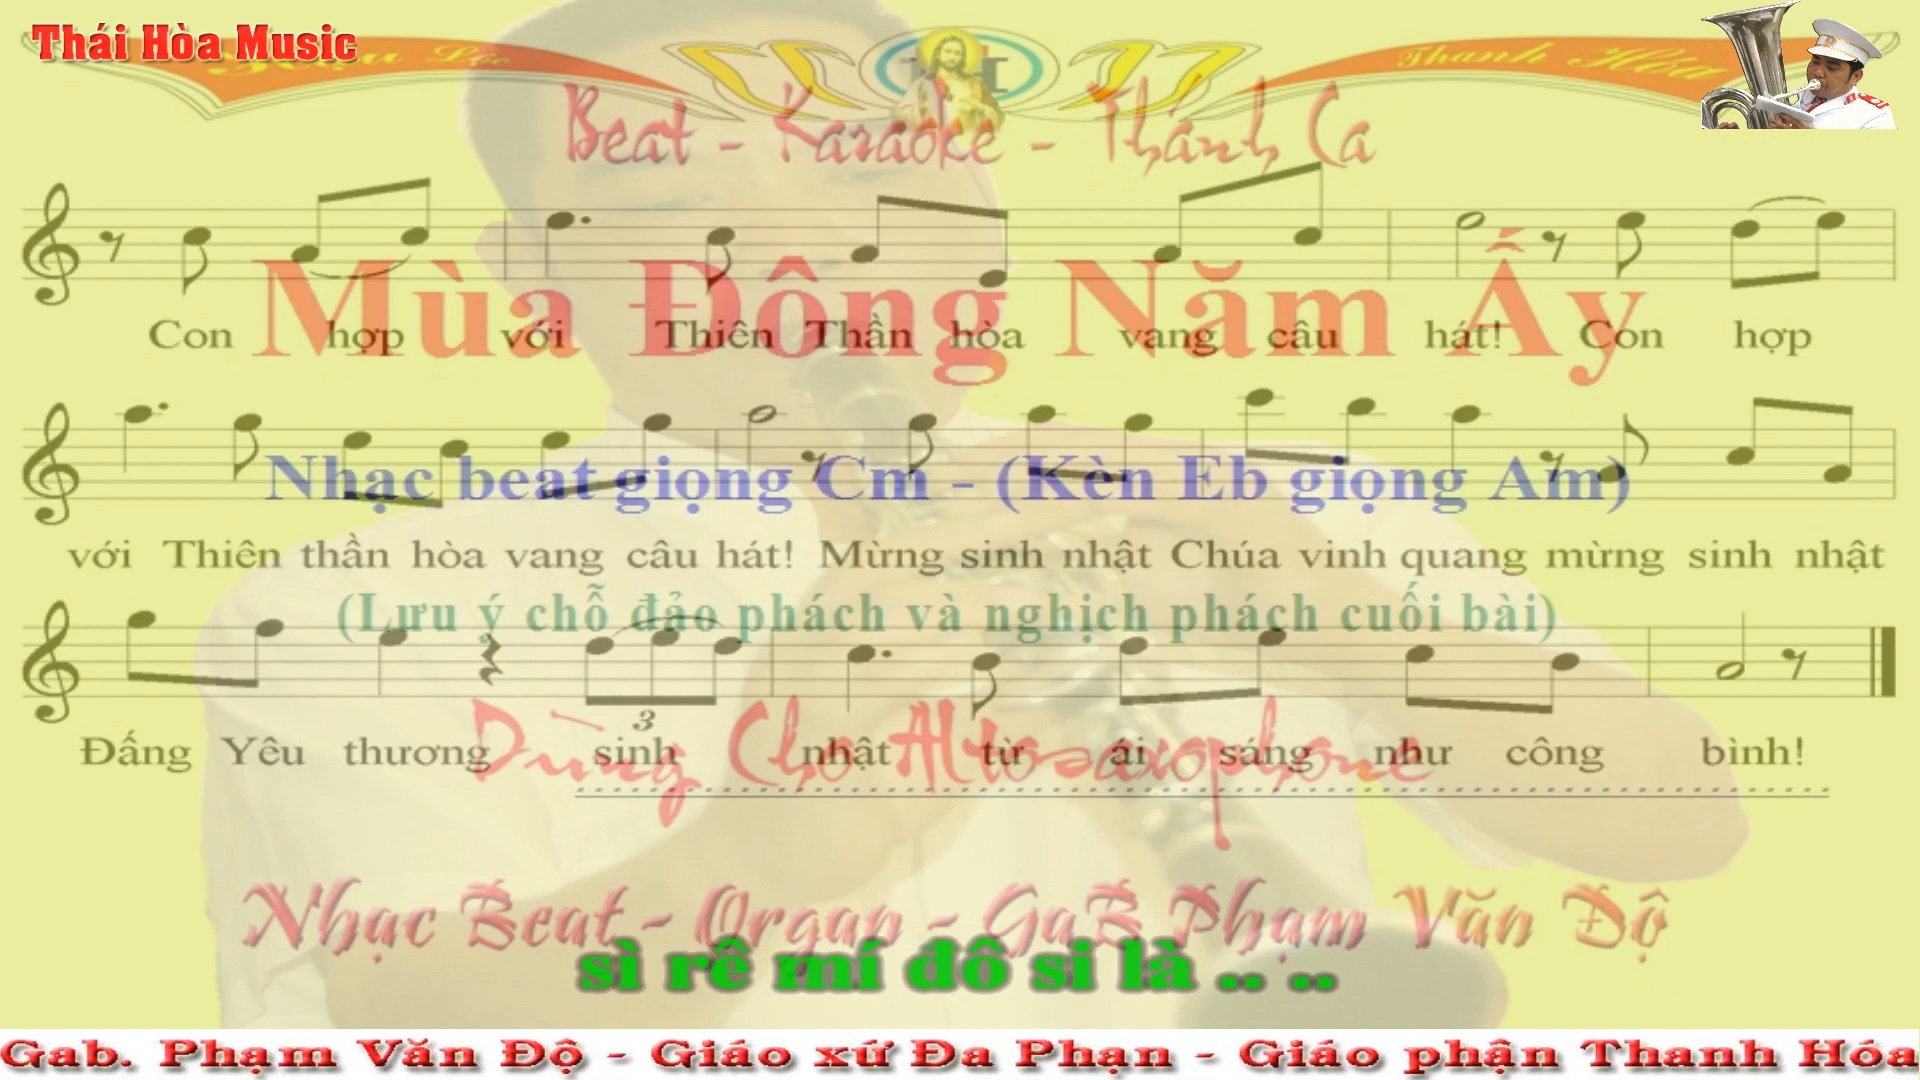 Thái Hòa Music
Hậu Lộc
Thanh Hóa
Beat - Karaoke - Thánh Ca
Mùa Đông Năm Ấy
Con hợp với Thiên Thần hòa vang câu hát! Con hợp
Nhạc beat giọng Cm - (Kèn Eb giọng Am)
với Thiên thần hòa vang câu hát! Mừng sinh nhật Chúa vinh quang mừng sinh nhật
(Lưu ý chỗ đảo phách và nghịch phách cuối bài)
3
Đấng Yêu thương sinh nhật từ ái sáng như công bình!
Dùng Cho Altosaxophone
Nhạc Beat - Organ - GaB Phạm Văn Độ
sì rê mí đô si là .. ..
Gab. Phạm Văn Độ - Giáo xứ Đa Phạn - Giáo phận Thanh Hóa